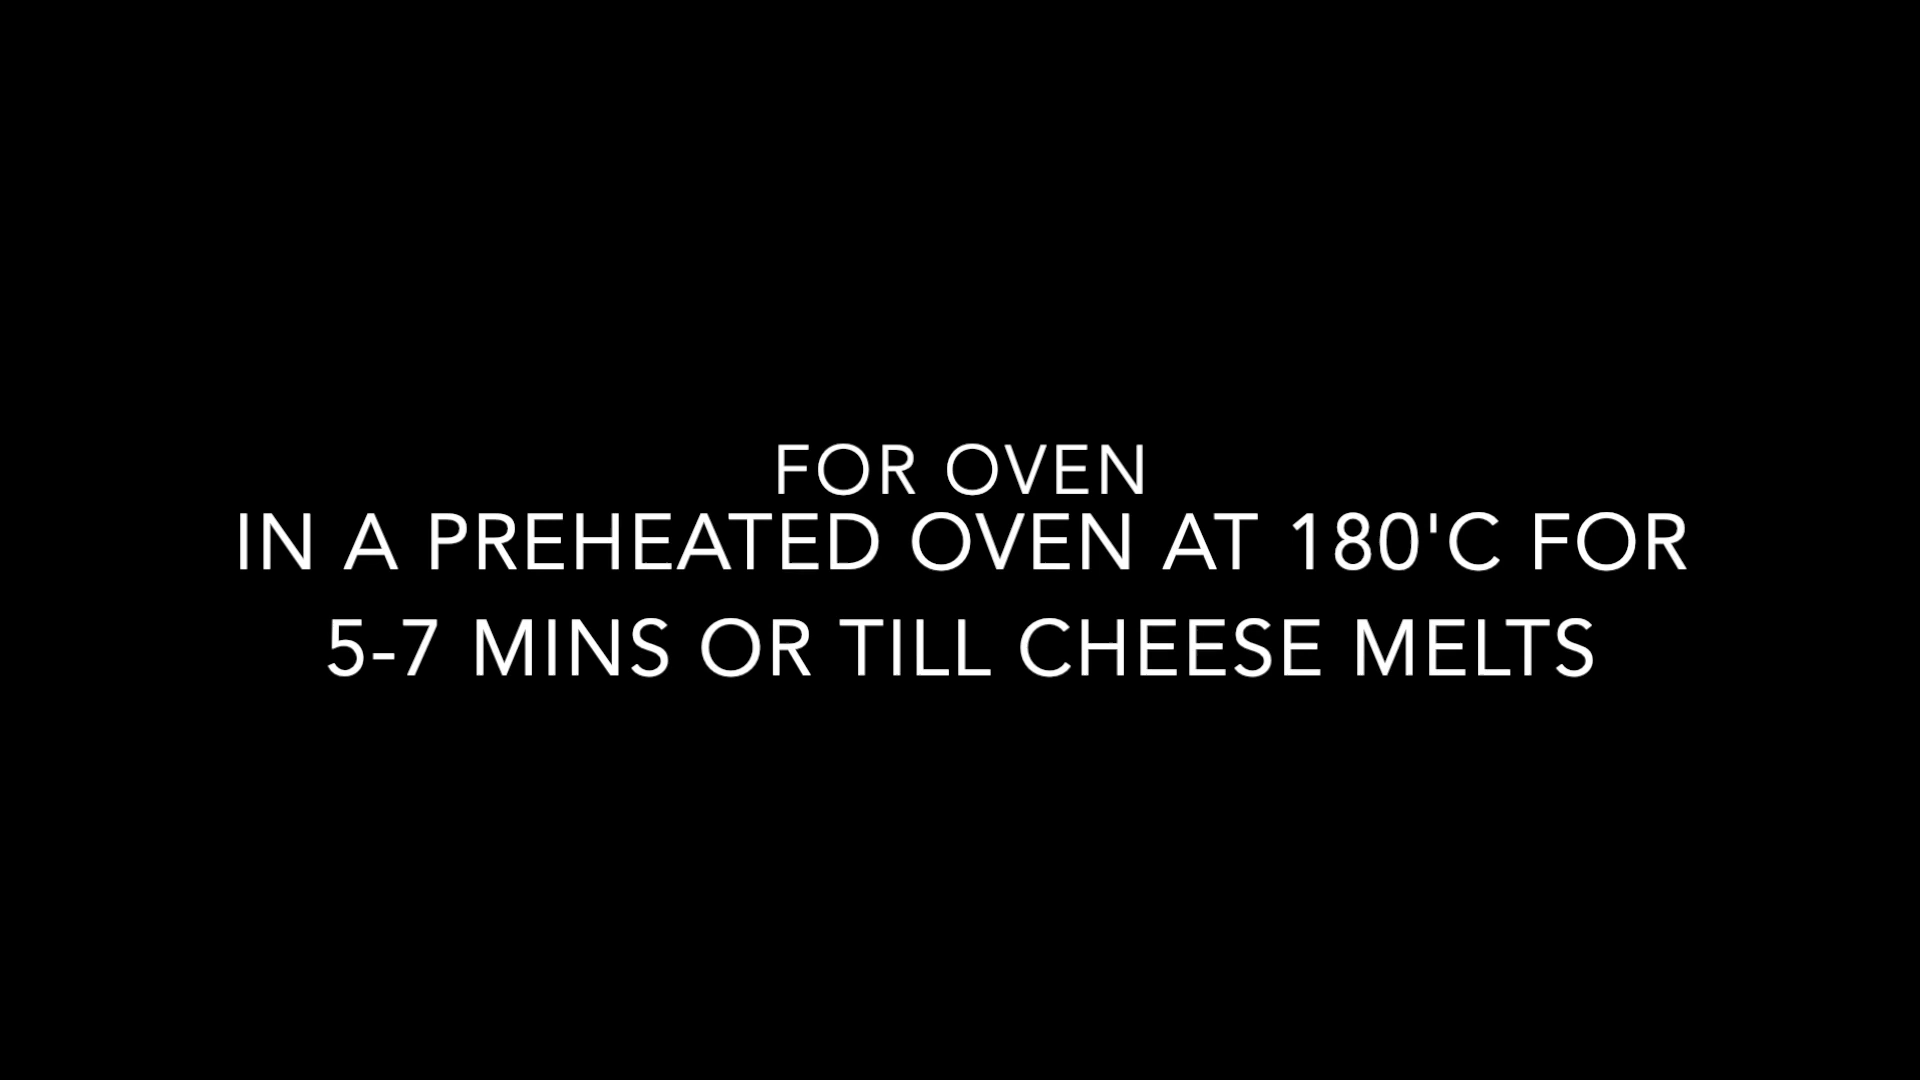 FOR OVEN
IN A PREHEATED OVEN AT 180'C FOR
5-7 MINS OR TILL CHEESE MELTS